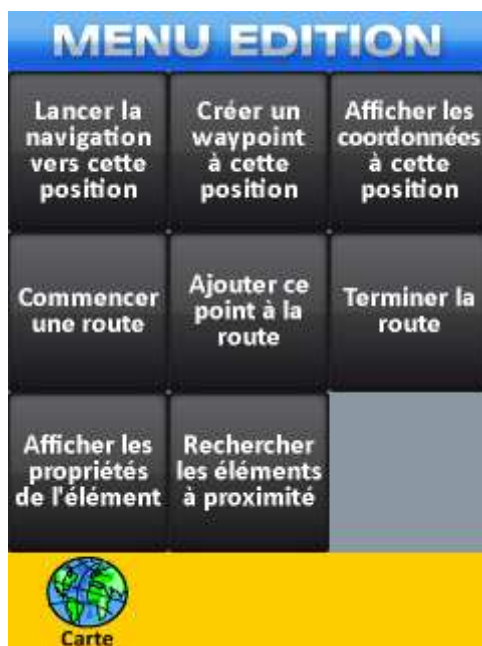 MENU EDITION
Lancer la
navigation
vers cette
position
Créer un
waypoint
à cette
position
Afficher les
coordonnées
à cette
position
Commencer
une route
Ajouter ce
point à la
route
Terminer la
route
Afficher les
propriétés
de l'élément
Rechercher
les éléments
à proximité
Carte